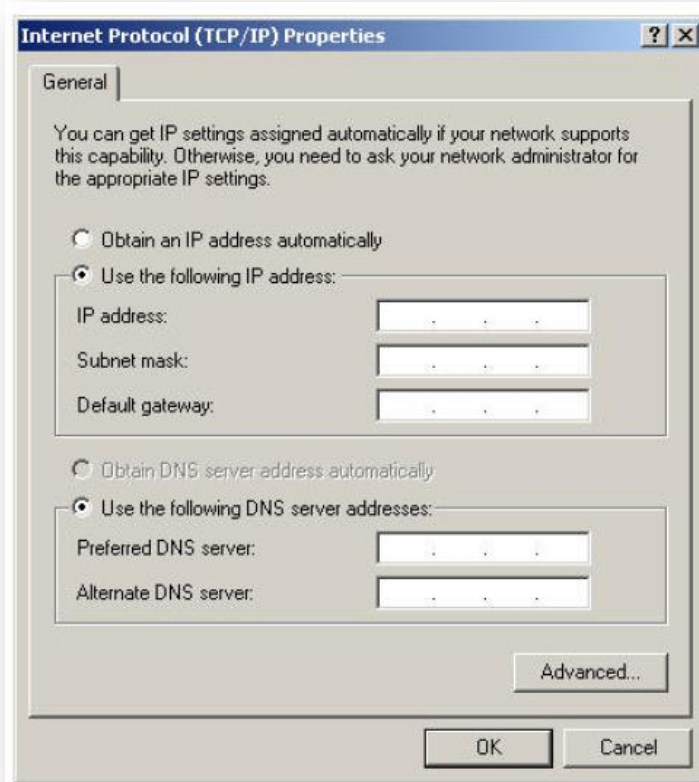 Internet Protocol (TCP/IP) Properties
General
You can get IP settings assigned automatically if your network supports
this capability. Otherwise, you need to ask your network administrator for
the appropriate IP settings.
Obtain an IP address automatically
Use the following IP address:
IP address:
Subnet mask:
Default gateway:
Obtain DNS server address automatically
Use the following DNS server addresses:
Preferred DNS server:
Alternate DNS server:
Advanced...
OK Cancel